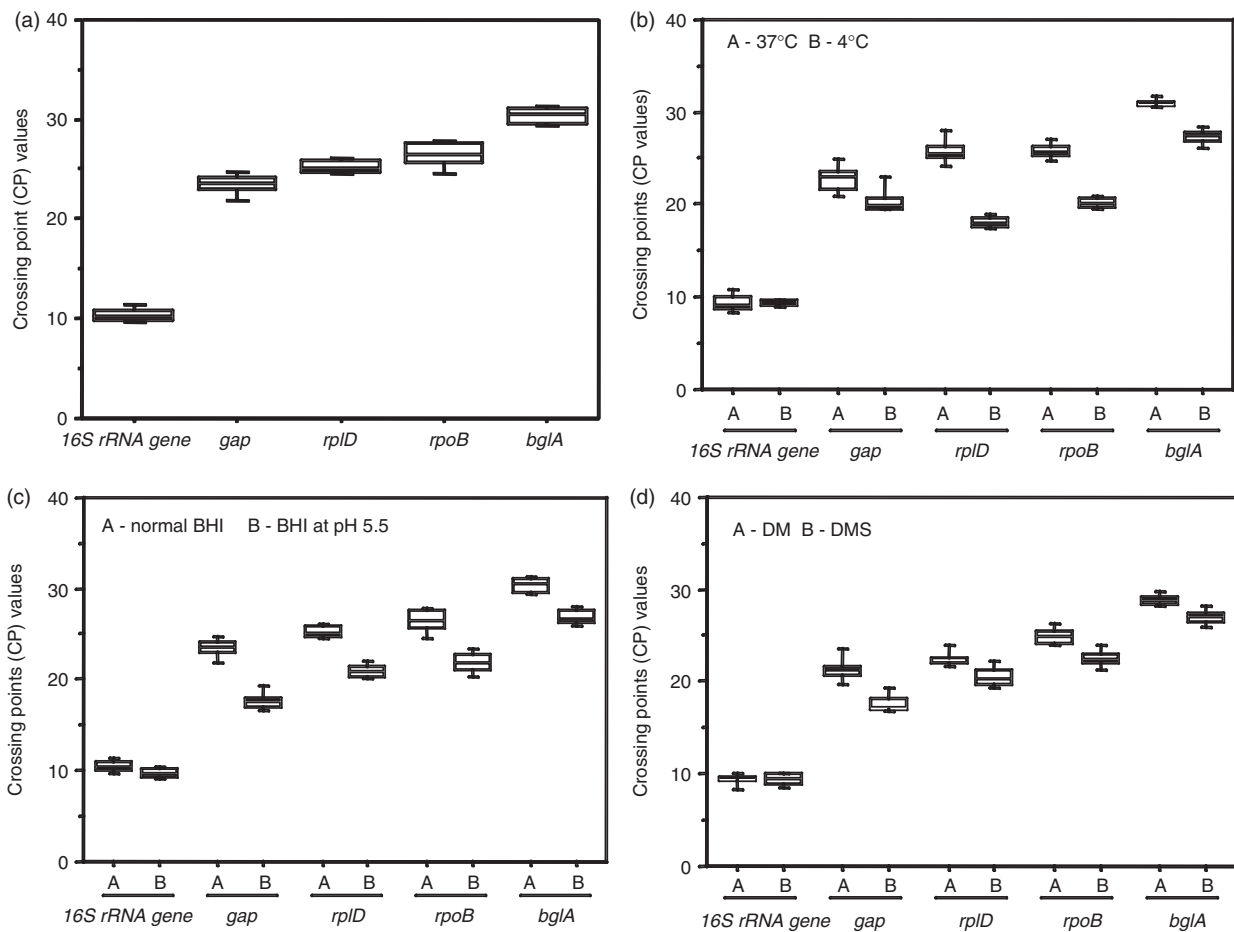 (a)
40
30
20
10
0
Crossing point (CP) values
16S rRNA gene gap rplD rpoB bglA
(b)
A - 37°C B - 4°C
40
30
20
10
0
Crossing points (CP values)
A B A B A B A B A B
16S rRNA gene gap rplD rpoB bglA
(c)
A - normal BHI B - BHI at pH 5.5
40
30
20
10
0
Crossing points (CP) values
A B A B A B A B A B
16S rRNA gene gap rplD rpoB bglA
(d)
A - DM B - DMS
40
30
20
10
0
Crossing points (CP) values
A B A B A B A B A B
16S rRNA gene gap rplD rpoB bglA